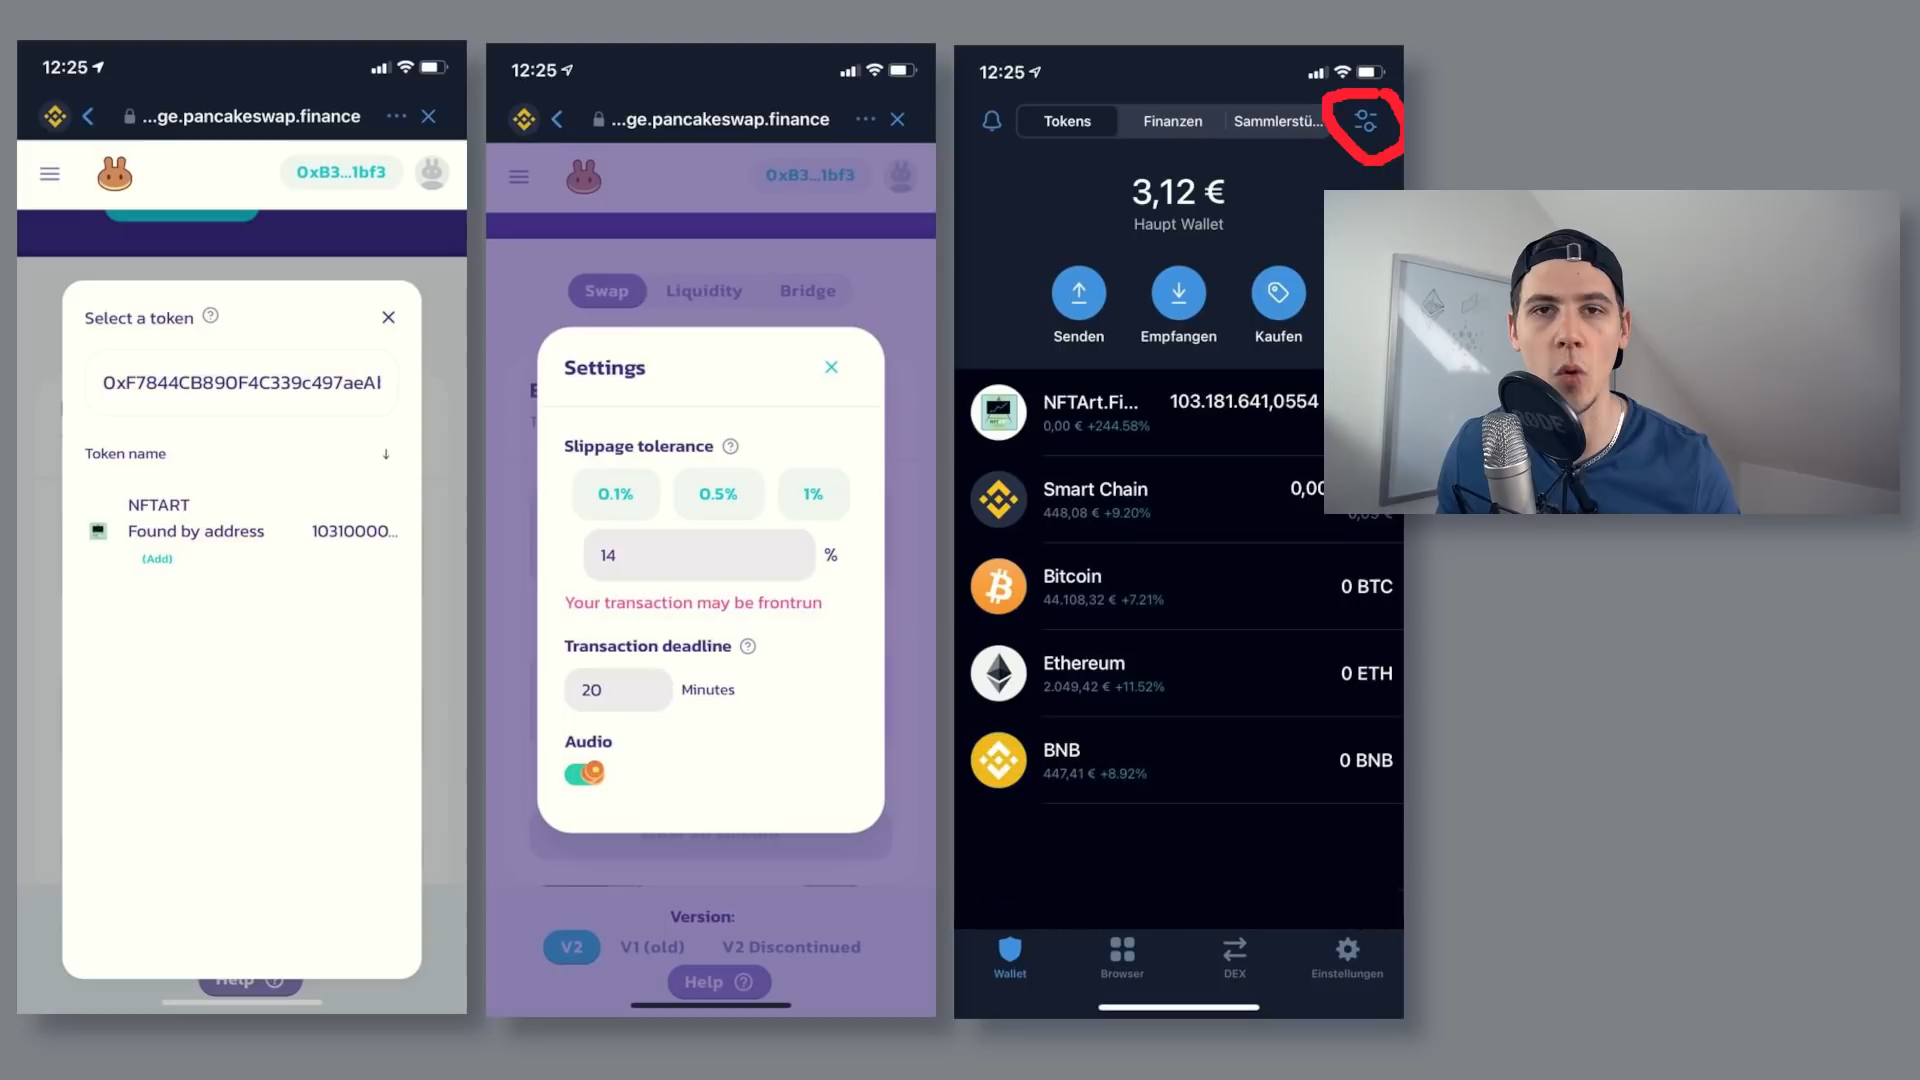 12:25
...ge.pancakeswap.finance
0xB3...1bf3
Select a token
0xF7844CB890F4C339c497aeAl
Token name
NFTART
Found by address
10310000...
(Add)
Help
12:25
...ge.pancakeswap.finance
0xB3...1bf3
Swap
Liquidity
Bridge
Settings
Slippage tolerance
0.1%
0.5%
1%
14
%
Your transaction may be frontrun
Transaction deadline
20
Minutes
Audio
Version:
V2
V1 (old)
V2 Discontinued
Help
12:25
Tokens
Finanzen
Sammlerstü...
3,12 €
Haupt Wallet
Senden
Empfangen
Kaufen
NFTArt.Fi...
103.181.641,0554
0,00 € +244.58%
Smart Chain
0,00
448,08 € +9.20%
Bitcoin
0 BTC
44.108,32 € +7.21%
Ethereum
0 ETH
2.049,42 € +11.52%
BNB
0 BNB
447,41 € +8.92%
Wallet
Browser
DEX
Einstellungen
RØDE